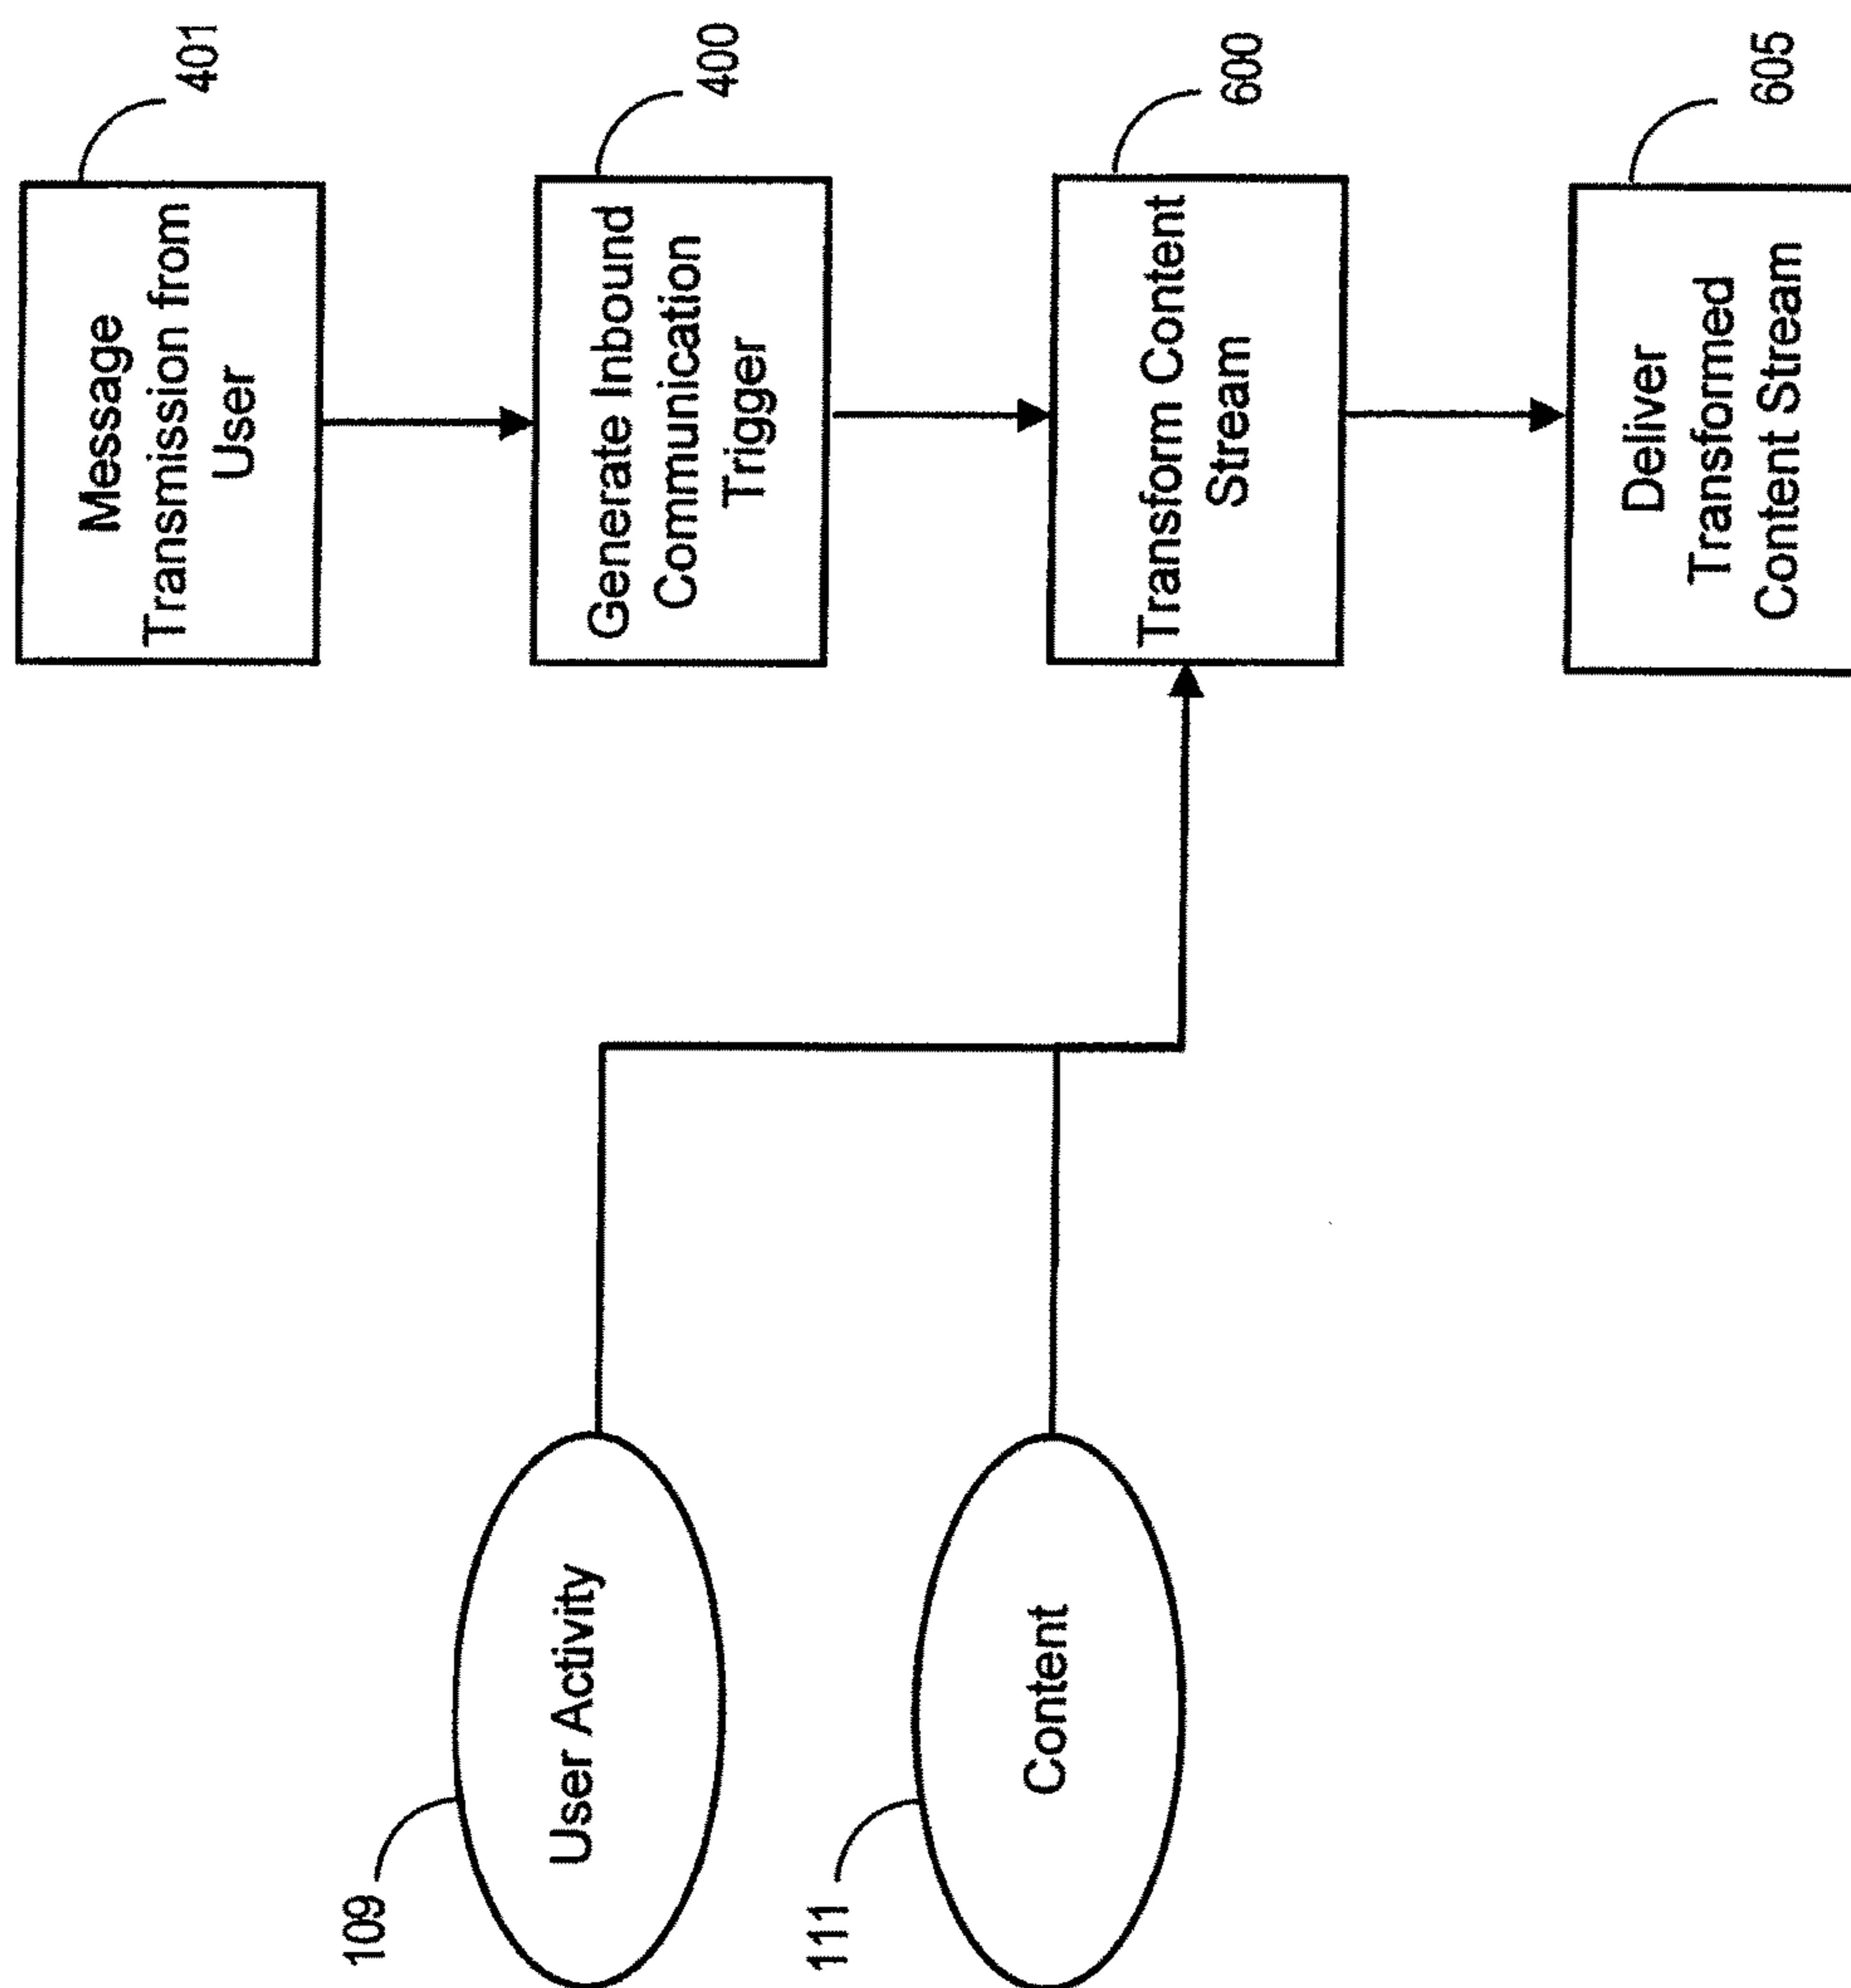 401
Message
Transmission from
User
400
Generate Inbound
Communication
Trigger
600
Transform Content
Stream
605
Deliver
Transformed
Content Stream
109
User Activity
111
Content